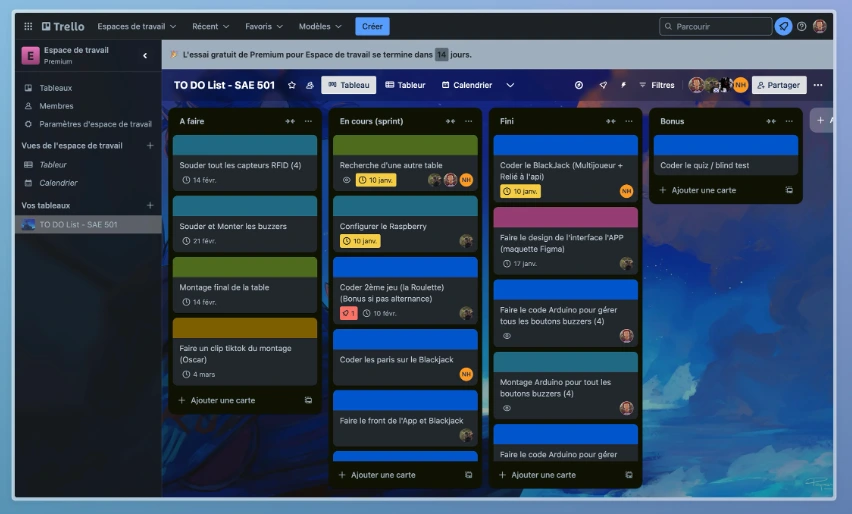 Trello
Espaces de travail
Récent
Favoris
Modèles
Créer
Parcourir
E
Espace de travail
Premium
L'essai gratuit de Premium pour Espace de travail se termine dans 14 jours.
Tableaux
Membres
Paramètres d'espace de travail
Vues de l'espace de travail
Tableur
Calendrier
Vos tableaux
TO DO List - SAE 501
TO DO List - SAE 501
Tableau
Tableur
Calendrier
Filtres
NH
Partager
A faire
Souder tout les capteurs RFID (4)
14 févr.
Souder et Monter les buzzers
21 févr.
Montage final de la table
14 févr.
Faire un clip tiktok du montage
(Oscar)
4 mars
Ajouter une carte
En cours (sprint)
Recherche d'une autre table
10 janv.
NH
Configurer le Raspberry
10 janv.
Coder 2ème jeu (la Roulette)
(Bonus si pas alternance)
1
10 févr.
Coder les paris sur le Blackjack
NH
Faire le front de l'App et Blackjack
Ajouter une carte
Fini
Coder le BlackJack (Multijoueur +
Relié à l'api)
10 janv.
NH
Faire le design de l'interface l'APP
(maquette Figma)
17 janv.
Faire le code Arduino pour gérer
tous les boutons buzzers (4)
Montage Arduino pour tout les
boutons buzzers (4)
Faire le code Arduino pour gérer
Ajouter une carte
Bonus
Coder le quiz / blind test
Ajouter une carte